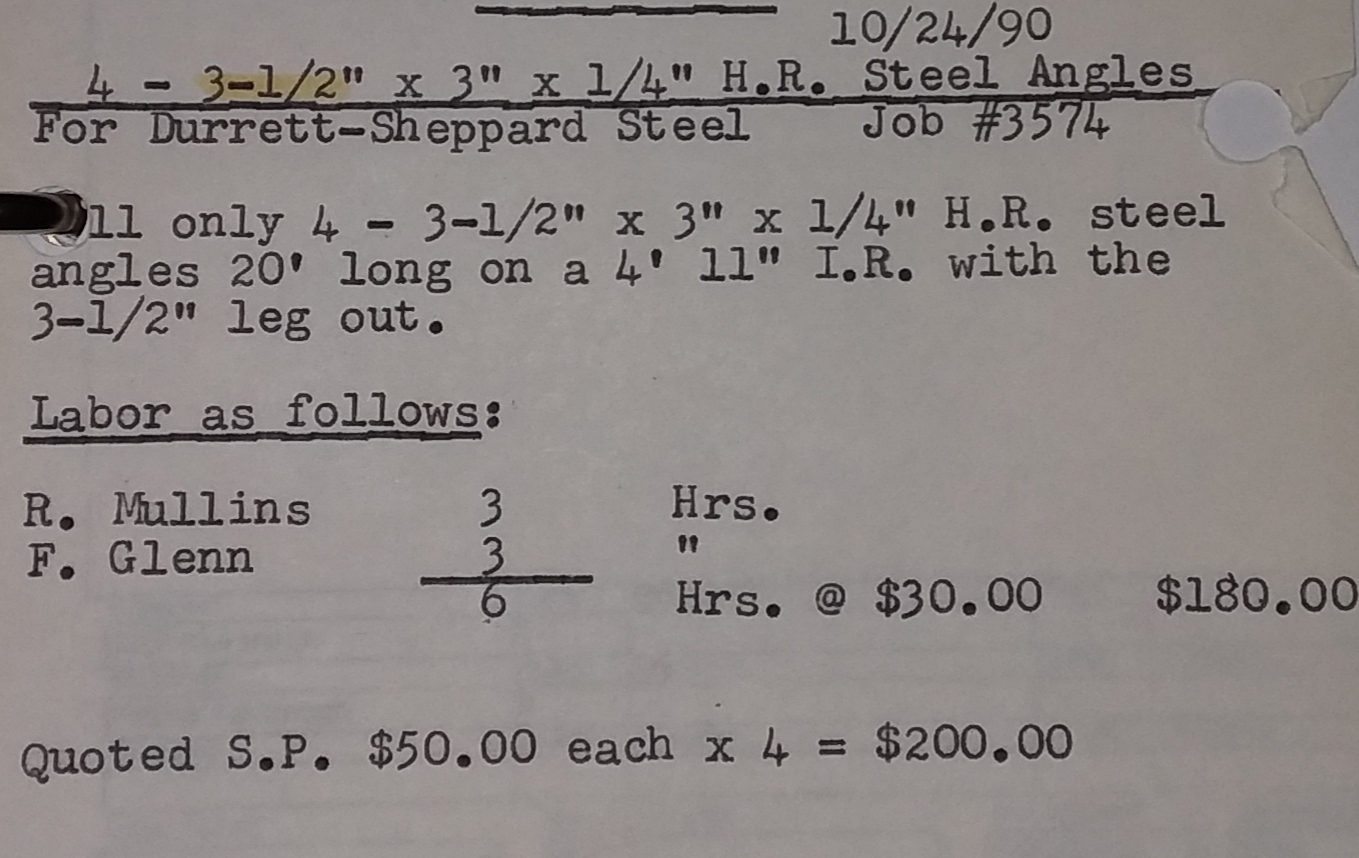 10/24/90
4 - 3-1/2" x 3" x 1/4" H.R. Steel Angles
For Durrett-Sheppard Steel Job #3574
only 4 - 3-1/2" x 3" x 1/4" H.R. steel
angles 20' long on a 4' 11" I.R. with the
3-1/2" leg out.
Labor as follows:
R. Mullins 3 Hrs.
F. Glenn 3 "
6 Hrs. @ $30.00 $180.00
Quoted S.P. $50.00 each x 4 = $200.00